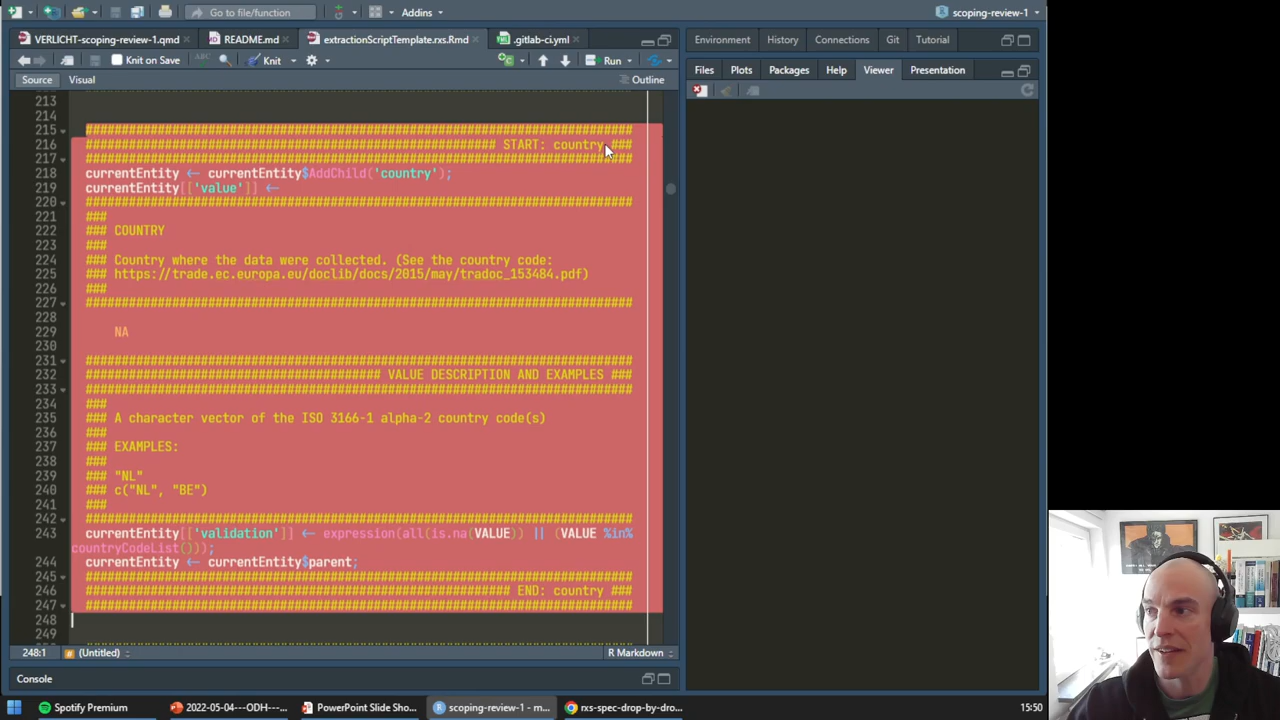 Go to file/function
Addins
scoping-review-1
VERLICHT-scoping-review-1.qmd
README.md
extractionScriptTemplate.rxs.Rmd
.gitlab-ci.yml
Environment
History
Connections
Git
Tutorial
Knit on Save
ABC
Knit
Run
Files
Plots
Packages
Help
Viewer
Presentation
Source
Visual
Outline
213
214
215 ############################################################################
216 ######################################################### START: country ###
217 ############################################################################
218 currentEntity <- currentEntity$AddChild('country');
219 currentEntity[['value']] <-
220 ############################################################################
221 ###
222 ### COUNTRY
223 ###
224 ### Country where the data were collected. (See the country code:
225 ### https://trade.ec.europa.eu/doclib/docs/2015/may/tradoc_153484.pdf)
226 ###
227 ############################################################################
228
229 NA
230
231 ############################################################################
232 ######################################### VALUE DESCRIPTION AND EXAMPLES ###
233 ############################################################################
234 ###
235 ### A character vector of the ISO 3166-1 alpha-2 country code(s)
236 ###
237 ### EXAMPLES:
238 ###
239 ### "NL"
240 ### c("NL", "BE")
241 ###
242 ############################################################################
243 currentEntity[['validation']] <- expression(all(is.na(VALUE)) || (VALUE %in%
countryCodeList()));
244 currentEntity <- currentEntity$parent;
245 ############################################################################
246 ########################################################### END: country ###
247 ############################################################################
248
249
248:1
(Untitled)
R Markdown
Console
Spotify Premium
2022-05-04---ODH---...
PowerPoint Slide Sho...
scoping-review-1 - m...
rxs-spec-drop-by-dro...
15:50